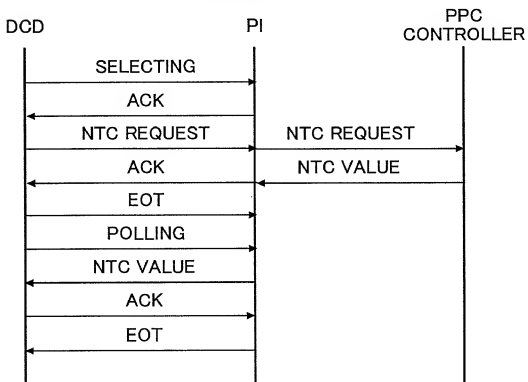 DCD
PI
PPC
CONTROLLER
SELECTING
ACK
NTC REQUEST
NTC REQUEST
ACK
NTC VALUE
EOT
POLLING
NTC VALUE
ACK
EOT